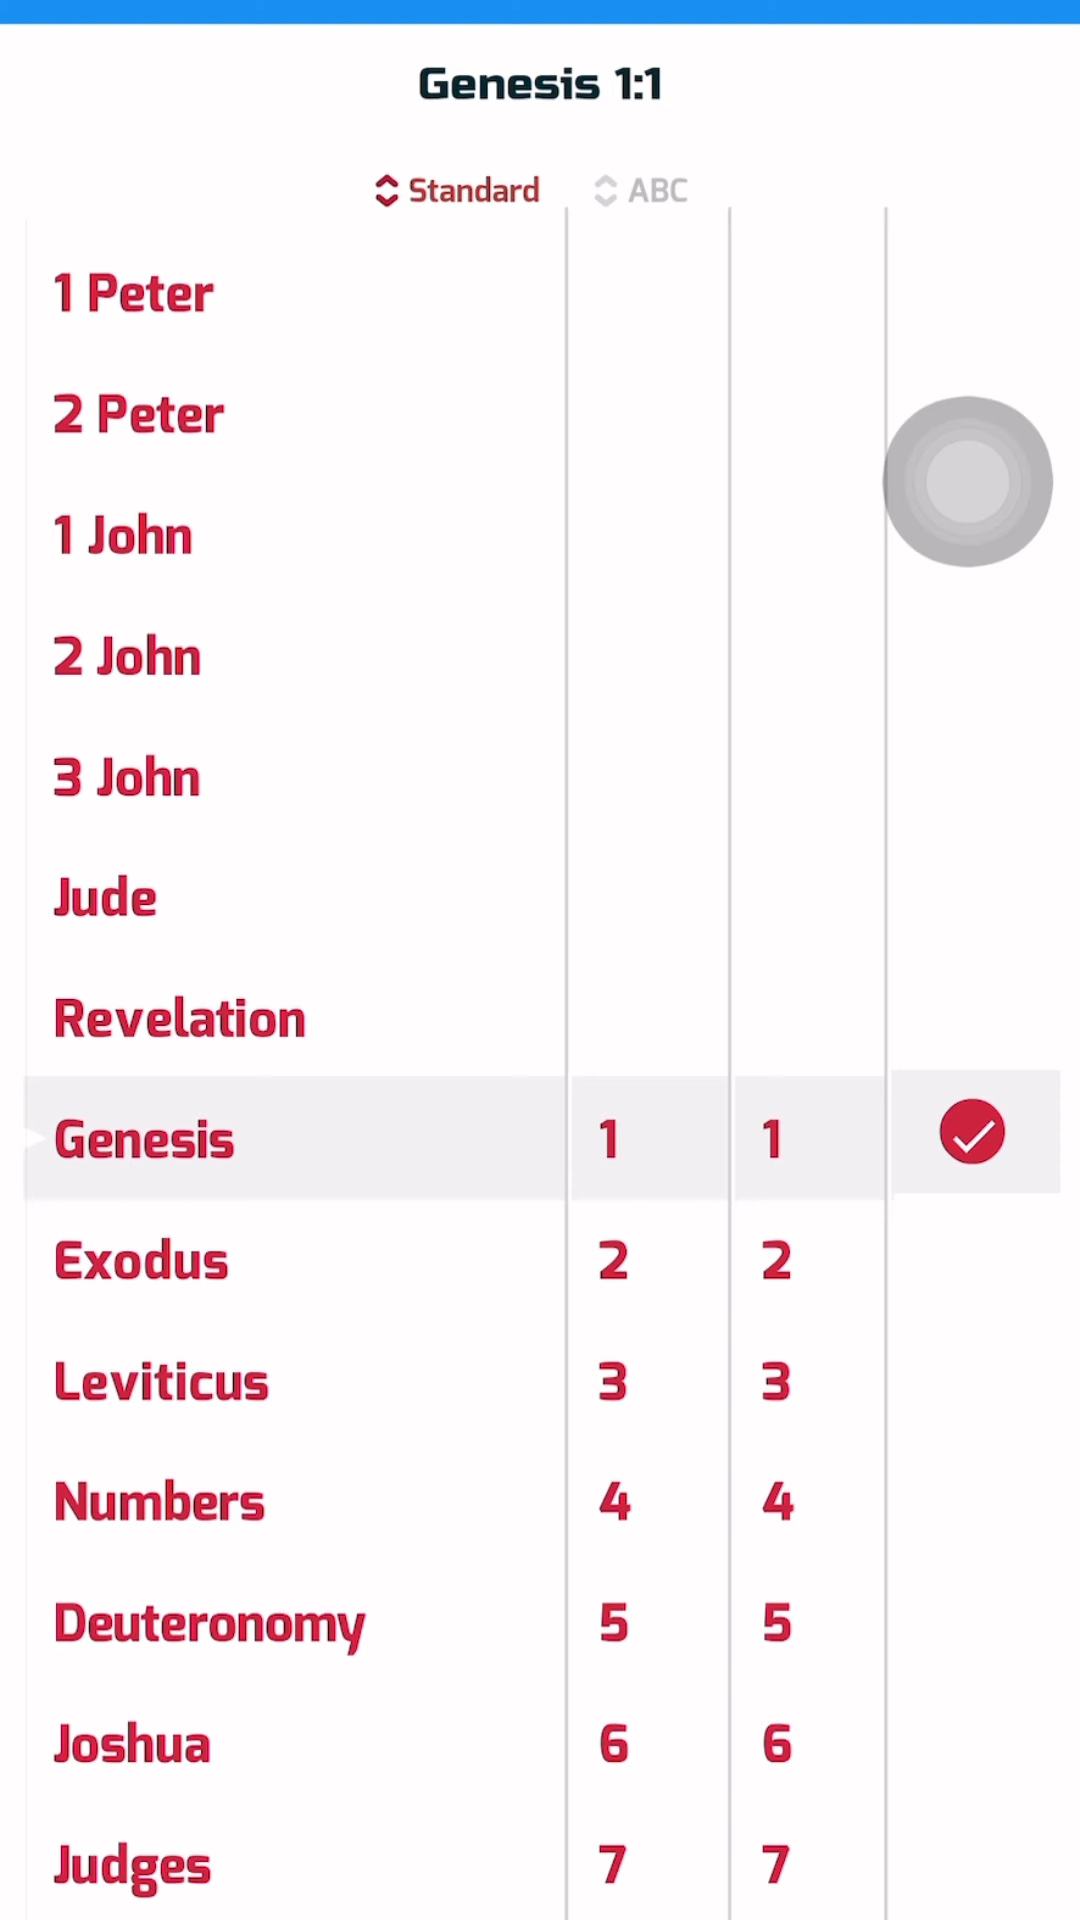 Genesis 1:1
Standard ABC
1 Peter
2 Peter
1 John
2 John
3 John
Jude
Revelation
Genesis 1 1
Exodus 2 2
Leviticus 3 3
Numbers 4 4
Deuteronomy 5 5
Joshua 6 6
Judges 7 7